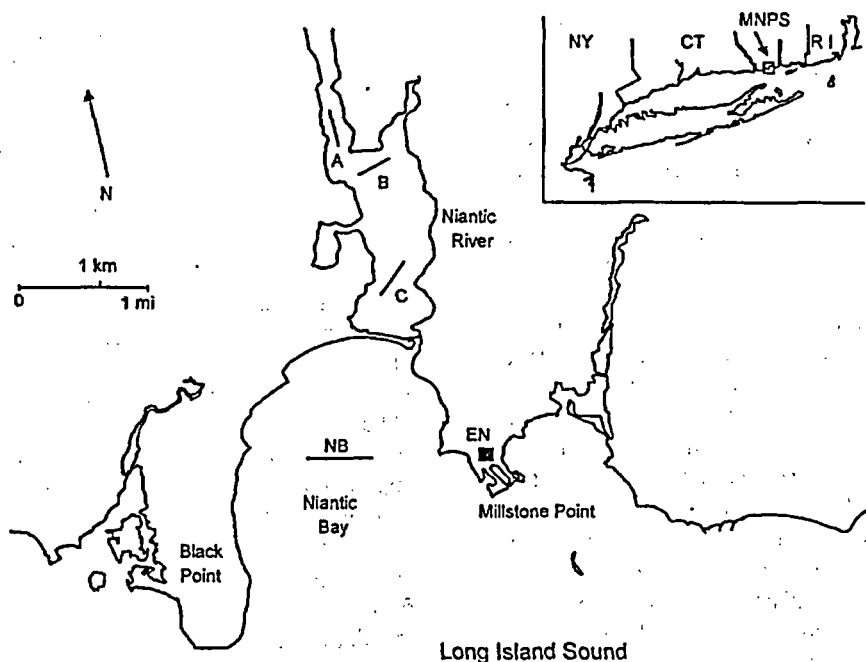 MNPS
NY
CT
R I
A
B
N
Niantic
River
1 km
C
0
1 mi
EN
NB
Niantic
Bay
Millstone Point
Black
Point
Long Island Sound